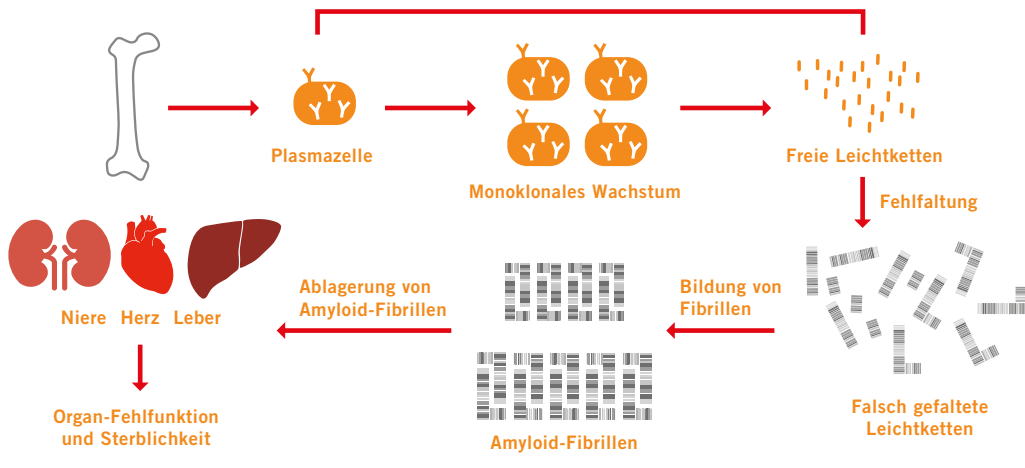 Plasmazelle
Monoklonales Wachstum
Freie Leichtketten
Fehlfaltung
Falsch gefaltete
Leichtketten
Bildung von
Fibrillen
Amyloid-Fibrillen
Ablagerung von
Amyloid-Fibrillen
Niere Herz Leber
Organ-Fehlfunktion
und Sterblichkeit